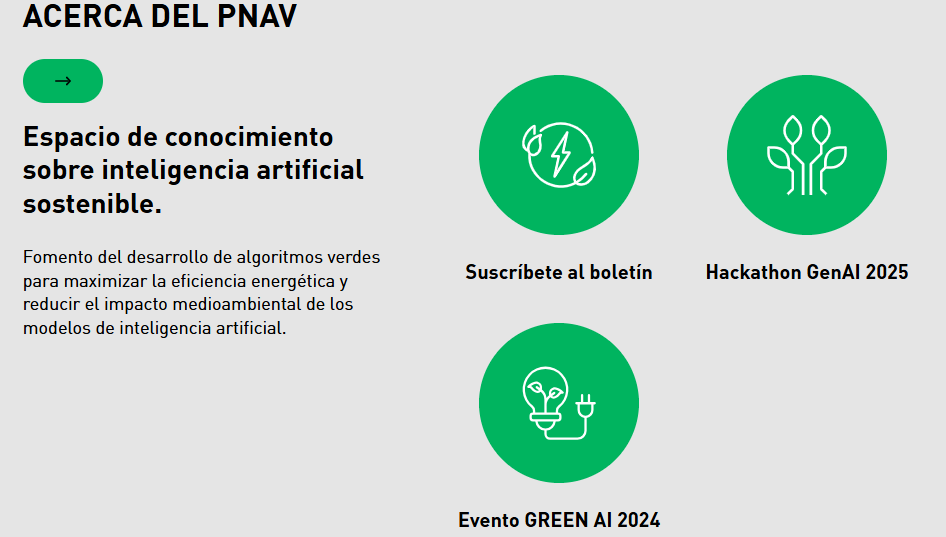 ACERCA DEL PNAV
→
Espacio de conocimiento
sobre inteligencia artificial
sostenible.
Fomento del desarrollo de algoritmos verdes
para maximizar la eficiencia energética y
reducir el impacto medioambiental de los
modelos de inteligencia artificial.
Suscríbete al boletín
Hackathon GenAI 2025
Evento GREEN AI 2024